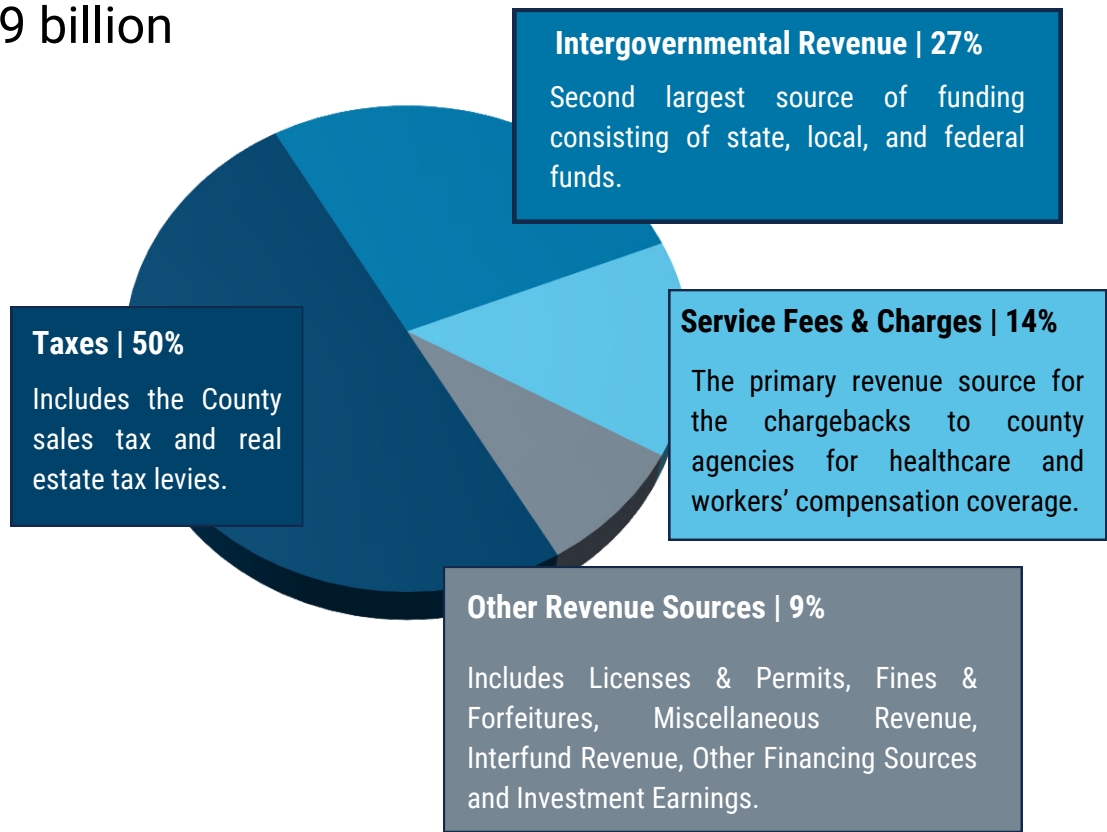 9 billion
Intergovernmental Revenue | 27%
Second largest source of funding
consisting of state, local, and federal
funds.
Taxes | 50%
Includes the County
sales tax and real
estate tax levies.
Service Fees & Charges | 14%
The primary revenue source for
the chargebacks to county
agencies for healthcare and
workers’ compensation coverage.
Other Revenue Sources | 9%
Includes Licenses & Permits, Fines &
Forfeitures, Miscellaneous Revenue,
Interfund Revenue, Other Financing Sources
and Investment Earnings.